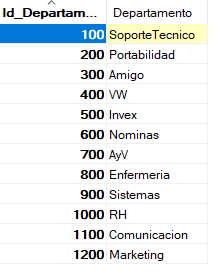 Id_Departam... Departamento
100 SoporteTecnico
200 Portabilidad
300 Amigo
400 VW
500 Invex
600 Nominas
700 AyV
800 Enfermeria
900 Sistemas
1000 RH
1100 Comunicacion
1200 Marketing